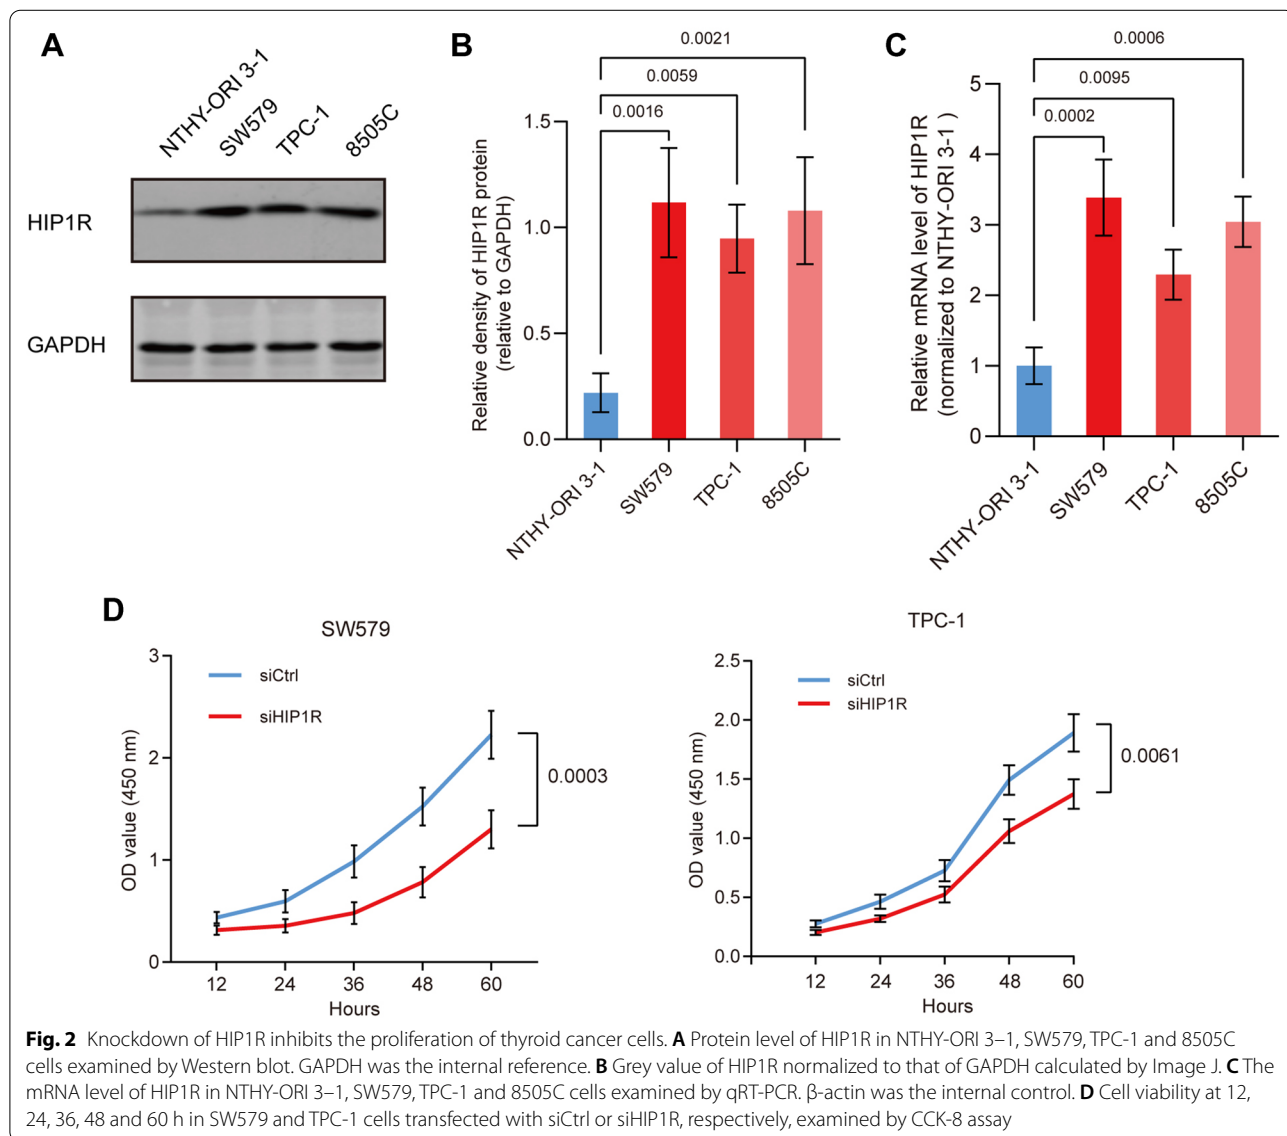 A
NTHY-ORI 3-1
SW579
TPC-1
8505C
HIP1R
GAPDH
B
0.0021
0.0059
0.0016
Relative density of HIP1R protein
(relative to GAPDH)
1.5
1.0
0.5
0.0
NTHY-ORI 3-1
SW579
TPC-1
8505C
C
0.0006
0.0095
0.0002
Relative mRNA level of HIP1R
(normalized to NTHY-ORI 3-1 )
5
4
3
2
1
0
NTHY-ORI 3-1
SW579
TPC-1
8505C
D
SW579
siCtrl
siHIP1R
OD value (450 nm)
3
2
1
0
12 24 36 48 60
Hours
0.0003
TPC-1
siCtrl
siHIP1R
OD value (450 nm)
2.5
2.0
1.5
1.0
0.5
0.0
12 24 36 48 60
Hours
0.0061
Fig. 2 Knockdown of HIP1R inhibits the proliferation of thyroid cancer cells. A Protein level of HIP1R in NTHY-ORI 3–1, SW579, TPC-1 and 8505C
cells examined by Western blot. GAPDH was the internal reference. B Grey value of HIP1R normalized to that of GAPDH calculated by Image J. C The
mRNA level of HIP1R in NTHY-ORI 3–1, SW579, TPC-1 and 8505C cells examined by qRT-PCR. β-actin was the internal control. D Cell viability at 12,
24, 36, 48 and 60 h in SW579 and TPC-1 cells transfected with siCtrl or siHIP1R, respectively, examined by CCK-8 assay